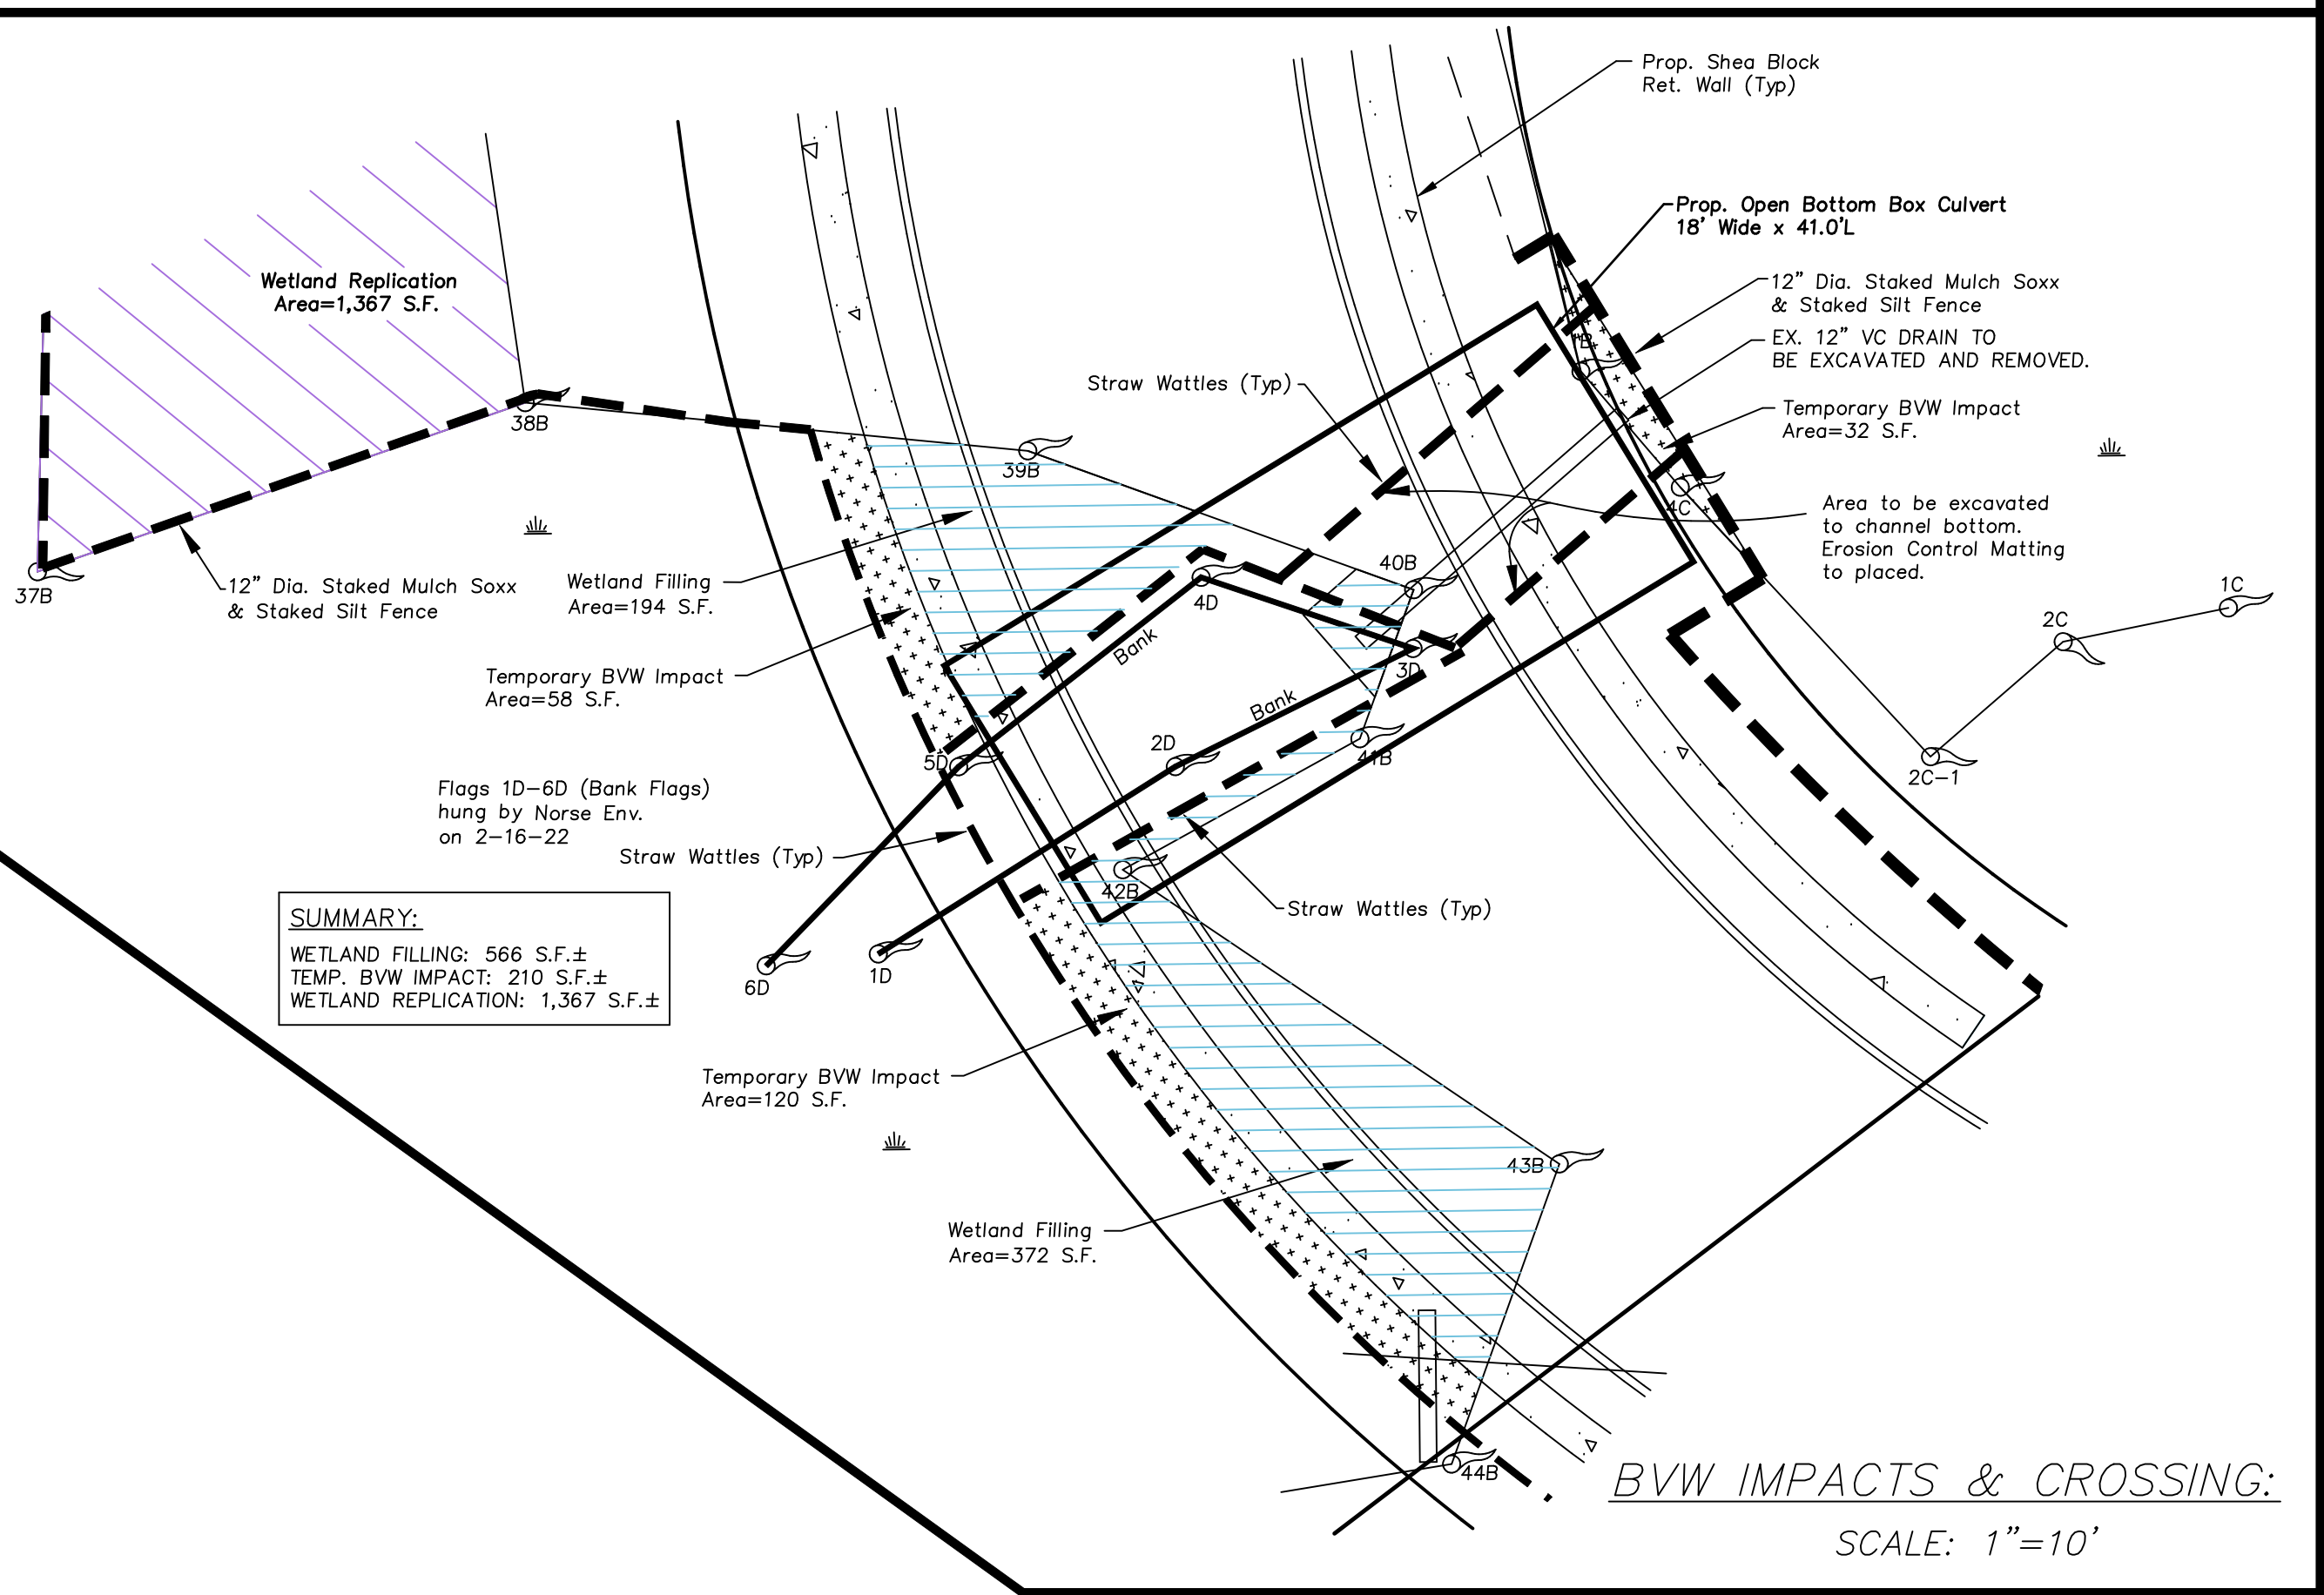 Prop. Shea Block
Ret. Wall (Typ)
Prop. Open Bottom Box Culvert
18' Wide x 41.0'L
Wetland Replication
Area=1,367 S.F.
12" Dia. Staked Mulch Soxx
& Staked Silt Fence
EX. 12" VC DRAIN TO
BE EXCAVATED AND REMOVED.
Straw Wattles (Typ)
Temporary BVW Impact
Area=32 S.F.
38B
39B
4C
Area to be excavated
to channel bottom.
Erosion Control Matting
to placed.
37B
12" Dia. Staked Mulch Soxx
& Staked Silt Fence
Wetland Filling
Area=194 S.F.
40B
4D
1C
2C
Bank
3D
Temporary BVW Impact
Area=58 S.F.
Bank
2D
41B
5D
2C-1
Flags 1D-6D (Bank Flags)
hung by Norse Env.
on 2-16-22
Straw Wattles (Typ)
42B
Straw Wattles (Typ)
SUMMARY:
WETLAND FILLING: 566 S.F.±
TEMP. BVW IMPACT: 210 S.F.±
WETLAND REPLICATION: 1,367 S.F.±
6D
1D
Temporary BVW Impact
Area=120 S.F.
43B
Wetland Filling
Area=372 S.F.
44B
BVW IMPACTS & CROSSING:
SCALE: 1"=10'